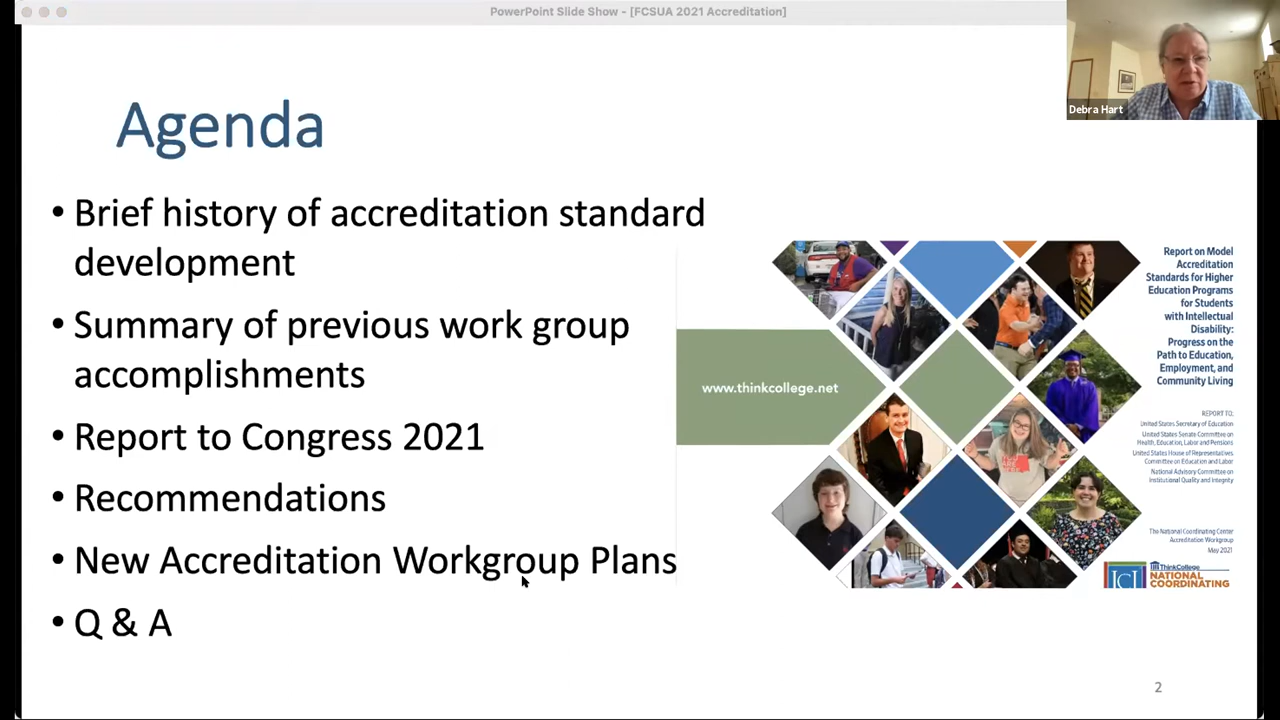 PowerPoint Slide Show - [FCSUA 2021 Accreditation]
Debra Hart
Agenda
• Brief history of accreditation standard
development
• Summary of previous work group
accomplishments
• Report to Congress 2021
• Recommendations
• New Accreditation Workgroup Plans
• Q & A
www.thinkcollege.net
Report on Model
Accreditation
Standards for Higher
Education Programs
for Students
with Intellectual
Disability:
Progress on the
Path to Education,
Employment, and
Community Living
REPORT TO:
United States Secretary of Education
United States Senate Committee on
Health, Education, Labor and Pensions
United States House of Representatives
Committee on Education and Labor
National Advisory Committee on
Institutional Quality and Integrity
The National Coordinating Center
Accreditation Workgroup
May 2021
ICI
ThinkCollege
NATIONAL
COORDINATING
2